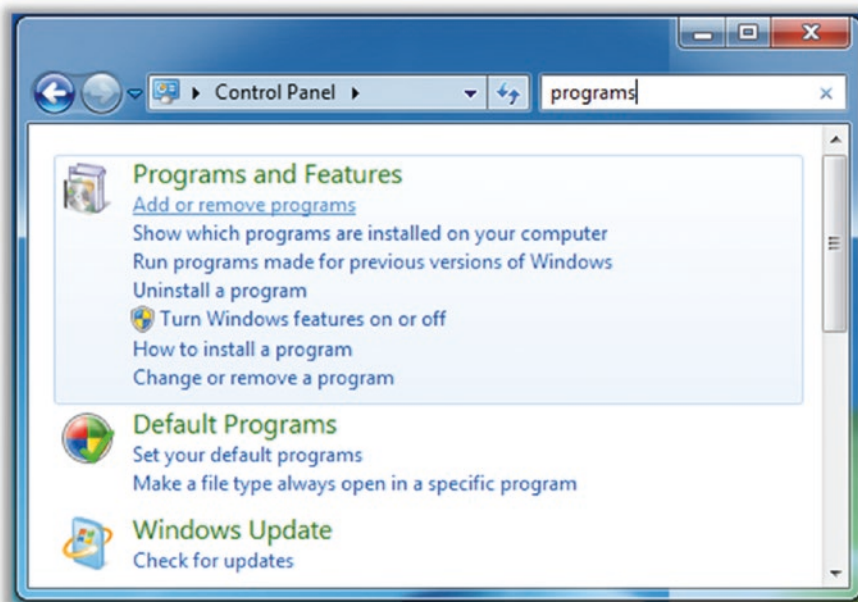 Control Panel
programs
Programs and Features
Add or remove programs
Show which programs are installed on your computer
Run programs made for previous versions of Windows
Uninstall a program
Turn Windows features on or off
How to install a program
Change or remove a program
Default Programs
Set your default programs
Make a file type always open in a specific program
Windows Update
Check for updates